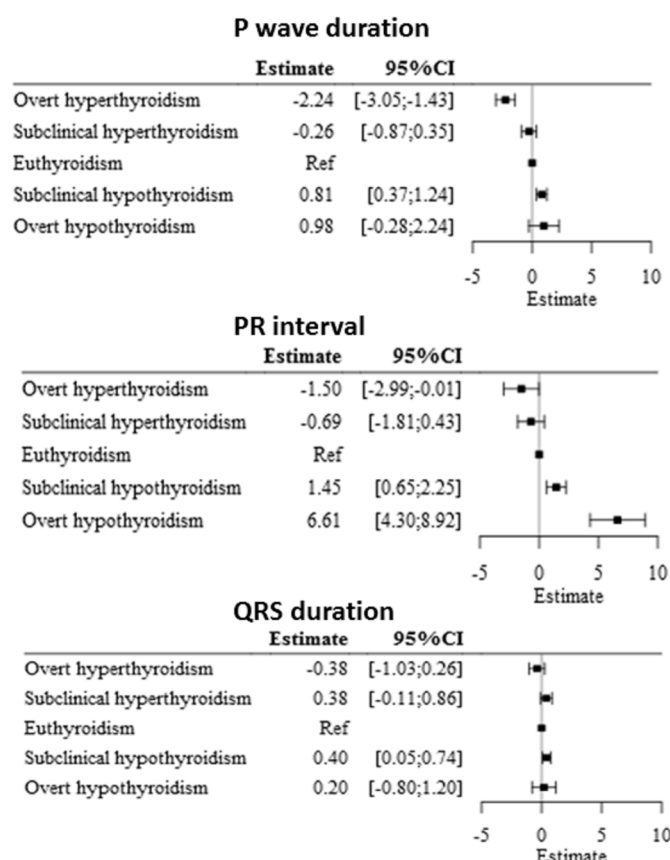 P wave duration
Estimate 95%CI
Overt hyperthyroidism -2.24 [-3.05;-1.43]
Subclinical hyperthyroidism -0.26 [-0.87;0.35]
Euthyroidism Ref
Subclinical hypothyroidism 0.81 [0.37;1.24]
Overt hypothyroidism 0.98 [-0.28;2.24]
-5 0 5 10
Estimate
PR interval
Estimate 95%CI
Overt hyperthyroidism -1.50 [-2.99;-0.01]
Subclinical hyperthyroidism -0.69 [-1.81;0.43]
Euthyroidism Ref
Subclinical hypothyroidism 1.45 [0.65;2.25]
Overt hypothyroidism 6.61 [4.30;8.92]
-5 0 5 10
Estimate
QRS duration
Estimate 95%CI
Overt hyperthyroidism -0.38 [-1.03;0.26]
Subclinical hyperthyroidism 0.38 [-0.11;0.86]
Euthyroidism Ref
Subclinical hypothyroidism 0.40 [0.05;0.74]
Overt hypothyroidism 0.20 [-0.80;1.20]
-5 0 5 10
Estimate